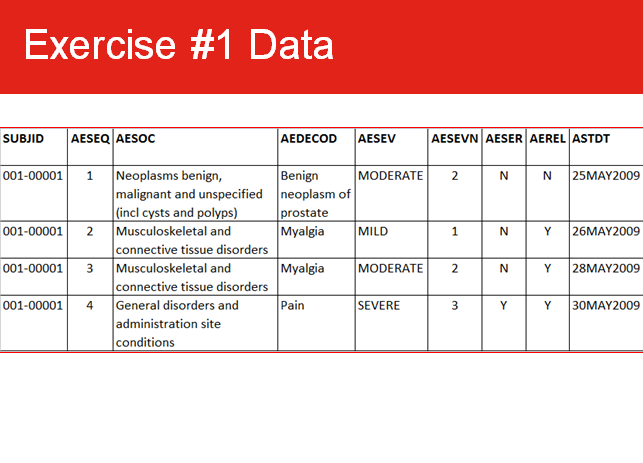 Exercise #1 Data
SUBJID AESEQ AESOC AEDECOD AESEV AESEVN AESER AEREL ASTDT
001-00001 1 Neoplasms benign, Benign MODERATE 2 N N 25MAY2009
malignant and unspecified neoplasm of
(incl cysts and polyps) prostate
001-00001 2 Musculoskeletal and Myalgia MILD 1 N Y 26MAY2009
connective tissue disorders
001-00001 3 Musculoskeletal and Myalgia MODERATE 2 N Y 28MAY2009
connective tissue disorders
001-00001 4 General disorders and Pain SEVERE 3 Y Y 30MAY2009
administration site
conditions